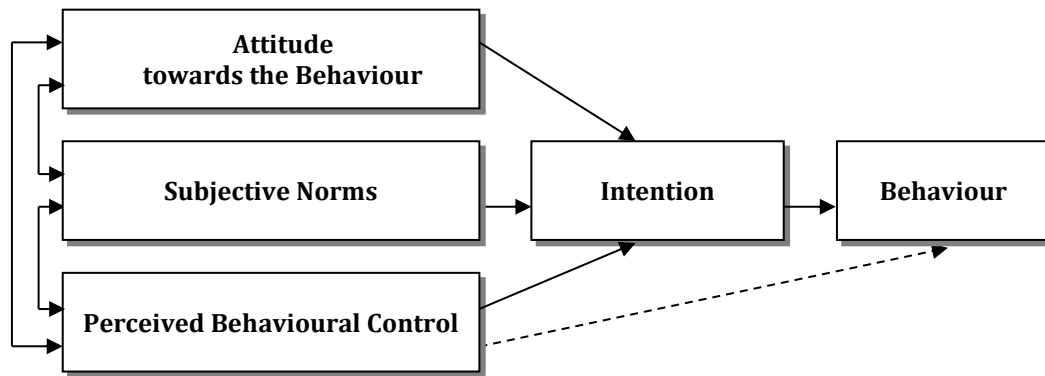 Attitude
towards the Behaviour
Subjective Norms
Intention
Behaviour
Perceived Behavioural Control